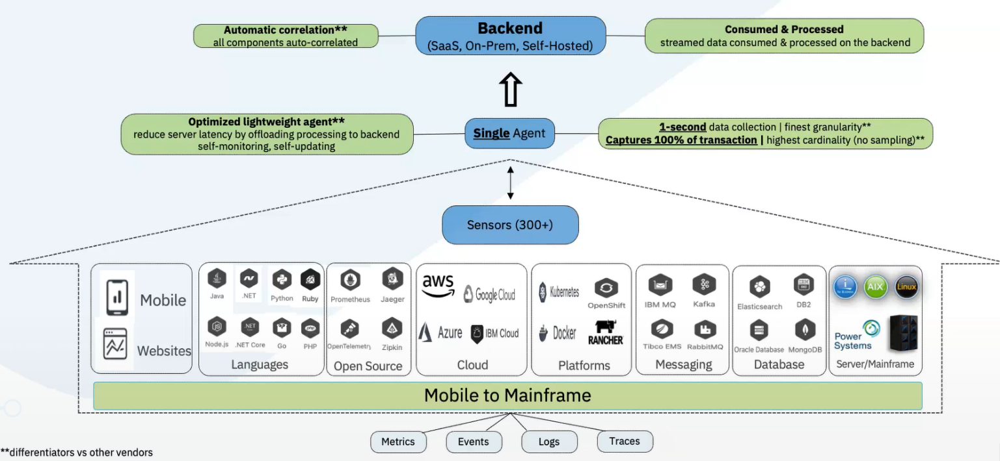 Automatic correlation**
all components auto-correlated
Backend
(SaaS, On-Prem, Self-Hosted)
Consumed & Processed
streamed data consumed & processed on the backend
Optimized lightweight agent**
reduce server latency by offloading processing to backend
self-monitoring, self-updating
Single Agent
1-second data collection | finest granularity**
Captures 100% of transaction | highest cardinality (no sampling)**
Sensors (300+)
Mobile
Websites
Java
.NET
Python
Ruby
Node.js
.NET Core
Go
PHP
Languages
Prometheus
Jaeger
OpenTelemetry
Zipkin
Open Source
aws
Google Cloud
Azure
IBM Cloud
Cloud
Kubernetes
OpenShift
Docker
RANCHER
Platforms
IBM MQ
Kafka
Tibco EMS
RabbitMQ
Messaging
Elasticsearch
DB2
Oracle Database
MongoDB
Database
i
for Business
AIX
Linux
Power
Systems
Server/Mainframe
Mobile to Mainframe
Metrics
Events
Logs
Traces
**differentiators vs other vendors